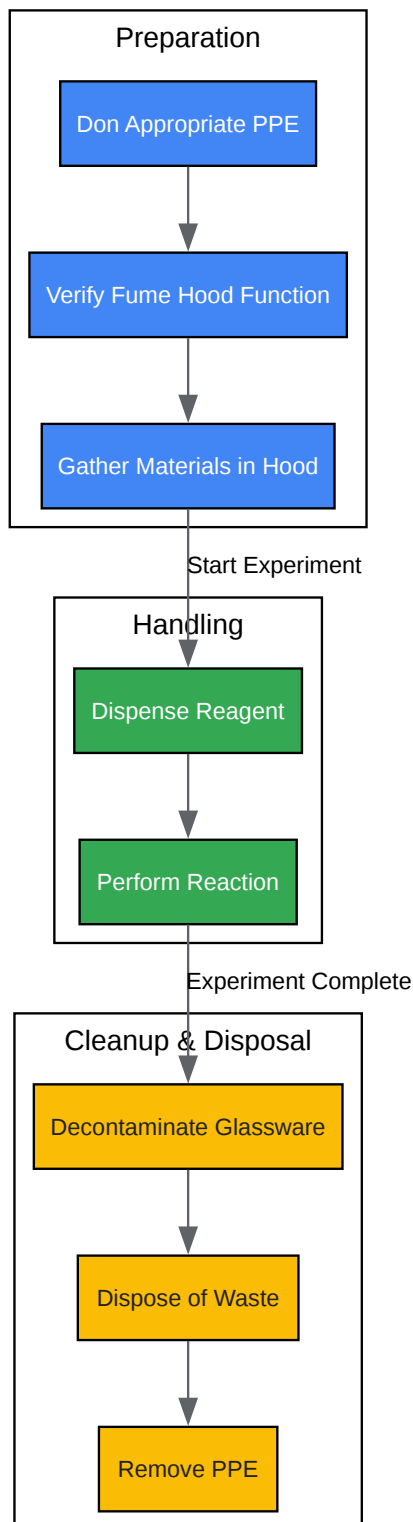 Preparation
Don Appropriate PPE
Verify Fume Hood Function
Gather Materials in Hood
Start Experiment
Handling
Dispense Reagent
Perform Reaction
Experiment Complete
Cleanup & Disposal
Decontaminate Glassware
Dispose of Waste
Remove PPE